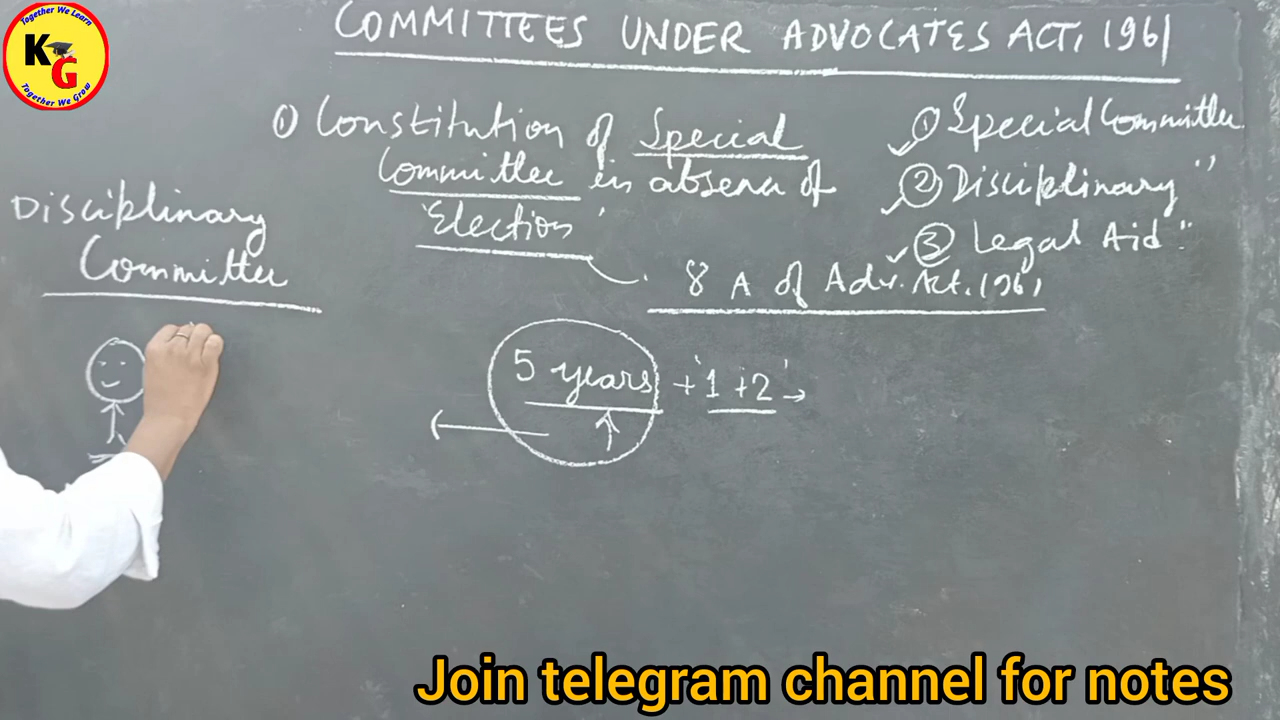 Together We Learn
KG
Together We Grow
COMMITTEES UNDER ADVOCATES ACT, 1961
① Constitution of Special
Committee in absence of
'Election'
8 A of Adv. Act. 1961
① Special Committee
② Disciplinary "
③ Legal Aid "
Disciplinary
Committee
5 years + '1 + 2' →
Join telegram channel for notes